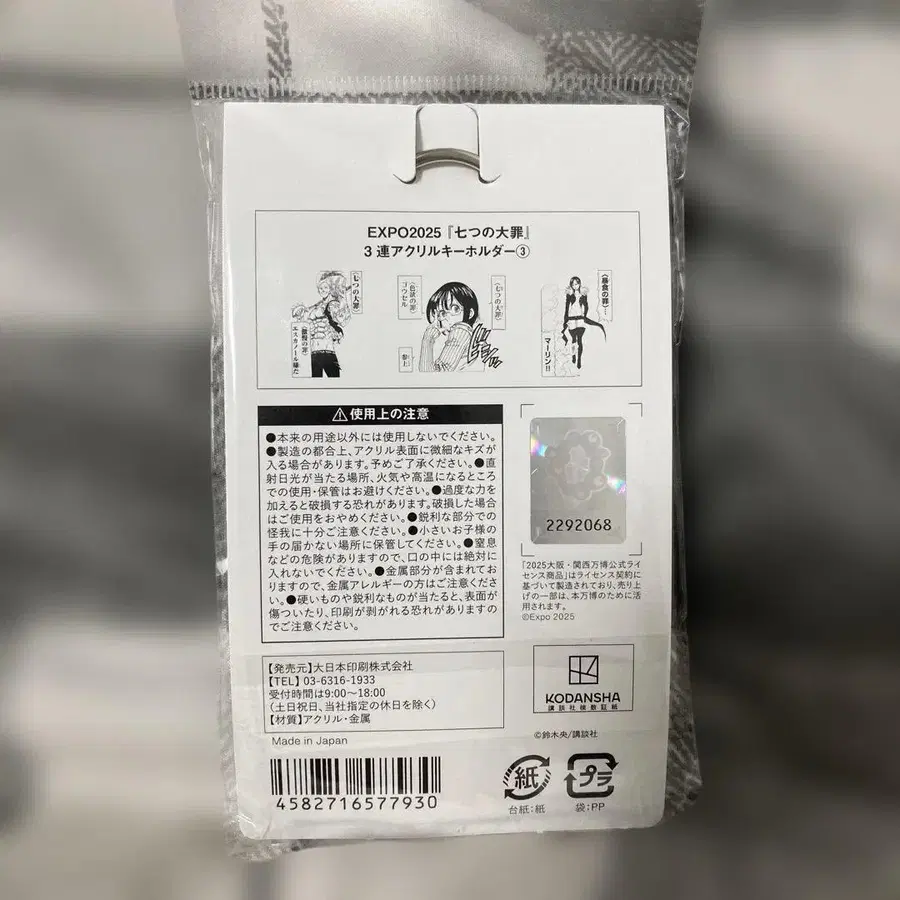 EXPO2025『七つの大罪』
3連アクリルキーホルダー③
〈七つの大罪〉
〈傲慢の罪〉
エスカノール様だ
〈七つの大罪〉
〈色欲の罪〉
ゴウセル
参上
〈暴食の罪〉…
マーリン!!
⚠使用上の注意
●本来の用途以外には使用しないでください。
●製造の都合上、アクリル表面に微細なキズが
入る場合があります。予めご了承ください。●直
射日光が当たる場所、火気や高温になるところ
での使用・保管はお避けください。●過度な力を
加えると破損する恐れがあります。破損した場合
はご使用をおやめください。●鋭利な部分での
怪我に十分ご注意ください。●小さいお子様の
手の届かない場所に保管してください。●窒息
などの危険がありますので、口の中には絶対に
入れないでください。●金属部分が含まれてお
りますので、金属アレルギーの方はご注意くださ
い。●硬いものや鋭利なものが当たると、表面が
傷ついたり、印刷が剥がれる恐れがありますの
でご注意ください。
2292068
「2025大阪・関西万博公式ライ
センス商品」はライセンス契約に
基づいて製造されており、売り上
げの一部は、本万博のために活
用されます。
©Expo 2025
【発売元】大日本印刷株式会社
【TEL】 03-6316-1933
受付時間は9:00〜18:00
(土日祝日、当社指定の休日を除く)
【材質】アクリル・金属
Made in Japan
KODANSHA
講談社検数証紙
©鈴木央/講談社
4582716577930
紙
台紙:紙
プラ
袋:PP